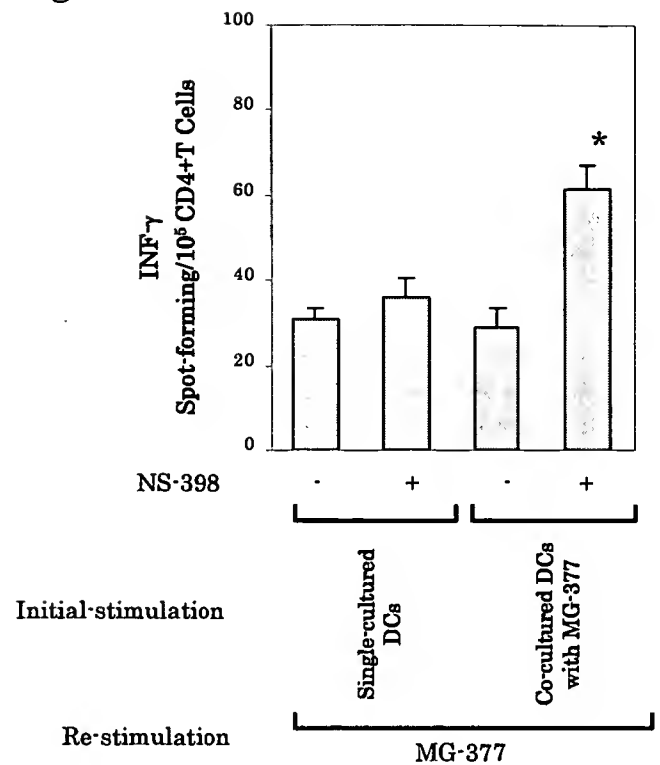 100
80
60
40
20
0
INF-γ
Spot-forming/10⁵ CD4+T Cells
*
NS-398 - + - +
Initial-stimulation
Single-cultured
DCs
Co-cultured DCs
with MG-377
Re-stimulation
MG-377